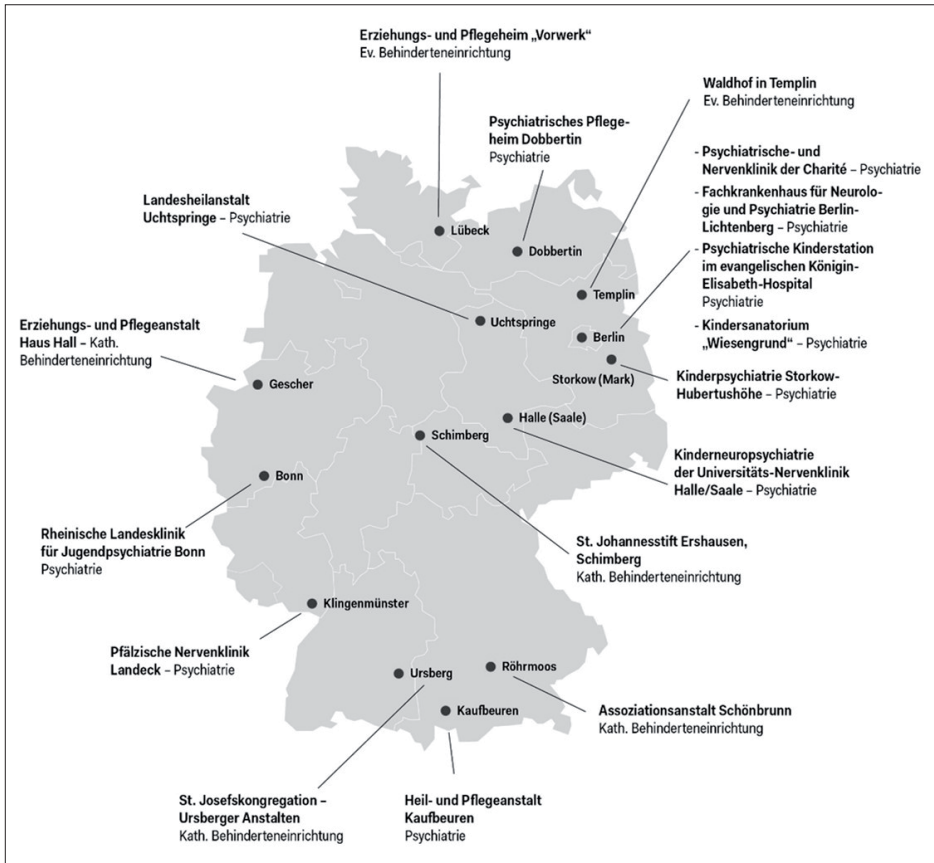 Erziehungs- und Pflegeheim „Vorwerk“
Ev. Behinderteneinrichtung
Waldhof in Templin
Ev. Behinderteneinrichtung
Psychiatrisches Pflege-
heim Dobbertin
Psychiatrie
- Psychiatrische- und
Nervenklinik der Charité – Psychiatrie
- Fachkrankenhaus für Neurolo-
gie und Psychiatrie Berlin-
Lichtenberg – Psychiatrie
- Psychiatrische Kinderstation
im evangelischen Königin-
Elisabeth-Hospital
Psychiatrie
- Kindersanatorium
„Wiesengrund“ – Psychiatrie
Landesheilanstalt
Uchtspringe – Psychiatrie
Lübeck
Dobbertin
Templin
Uchtspringe
Berlin
Erziehungs- und Pflegeanstalt
Haus Hall – Kath.
Behinderteneinrichtung
Storkow (Mark)
Gescher
Kinderpsychiatrie Storkow-
Hubertushöhe – Psychiatrie
Halle (Saale)
Schimberg
Kinderneuropsychiatrie
der Universitäts-Nervenklinik
Halle/Saale – Psychiatrie
Bonn
Rheinische Landesklinik
für Jugendpsychiatrie Bonn
Psychiatrie
St. Johannesstift Ershausen,
Schimberg
Kath. Behinderteneinrichtung
Klingenmünster
Pfälzische Nervenklinik
Landeck – Psychiatrie
Ursberg
Röhrmoos
Kaufbeuren
Assoziationsanstalt Schönbrunn
Kath. Behinderteneinrichtung
St. Josefskongregation –
Ursberger Anstalten
Kath. Behinderteneinrichtung
Heil- und Pflegeanstalt
Kaufbeuren
Psychiatrie